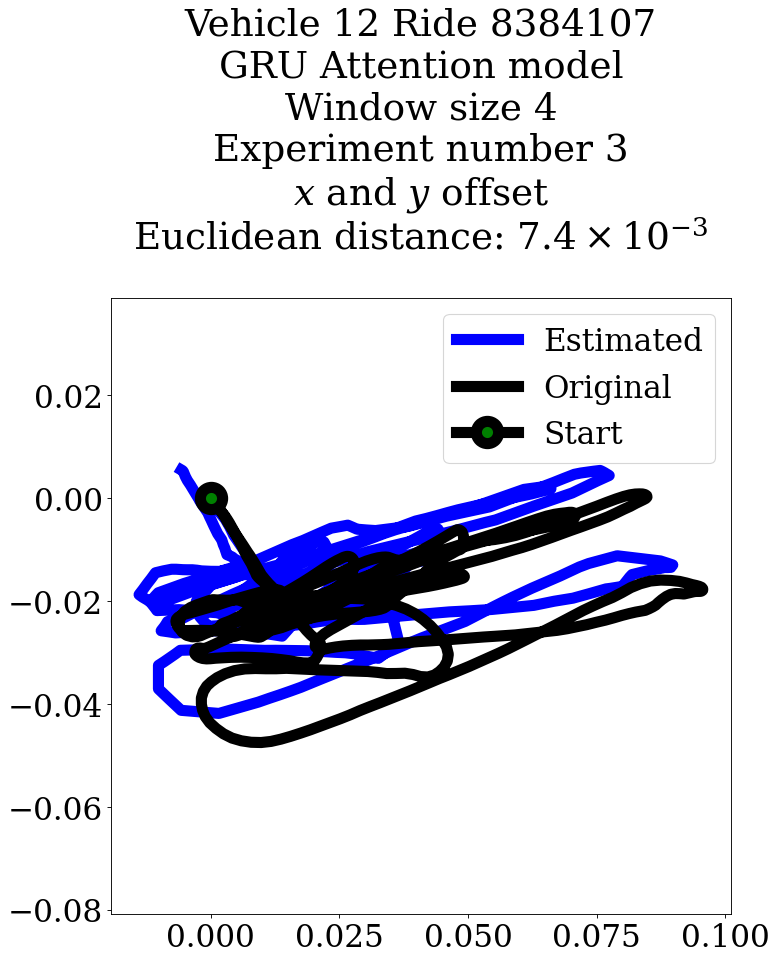 Vehicle 12 Ride 8384107
GRU Attention model
Window size 4
Experiment number 3
x and y offset
Euclidean distance: 7.4 × 10⁻³
Estimated
Original
Start
0.02
0.00
−0.02
−0.04
−0.06
−0.08
0.000 0.025 0.050 0.075 0.100